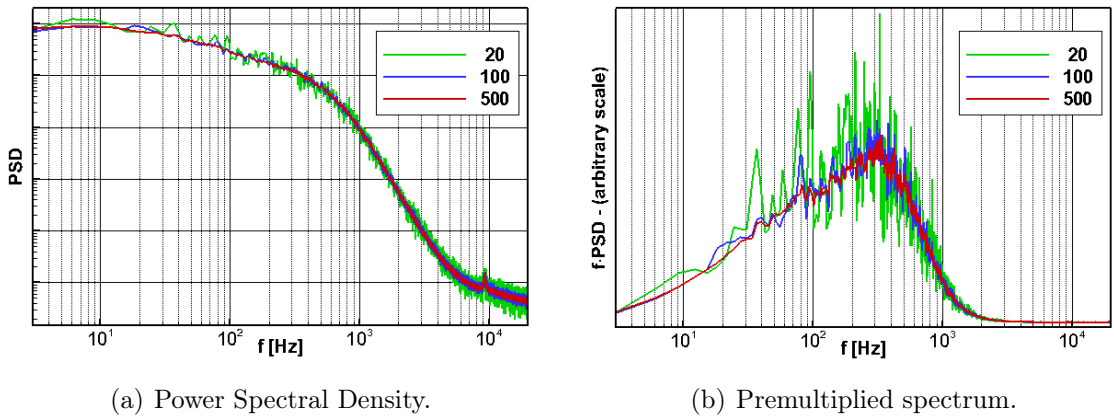 PSD
20
100
500
10¹ 10² 10³ 10⁴
f [Hz]
(a) Power Spectral Density.
f·PSD - (arbitrary scale)
20
100
500
10¹ 10² 10³ 10⁴
f [Hz]
(b) Premultiplied spectrum.